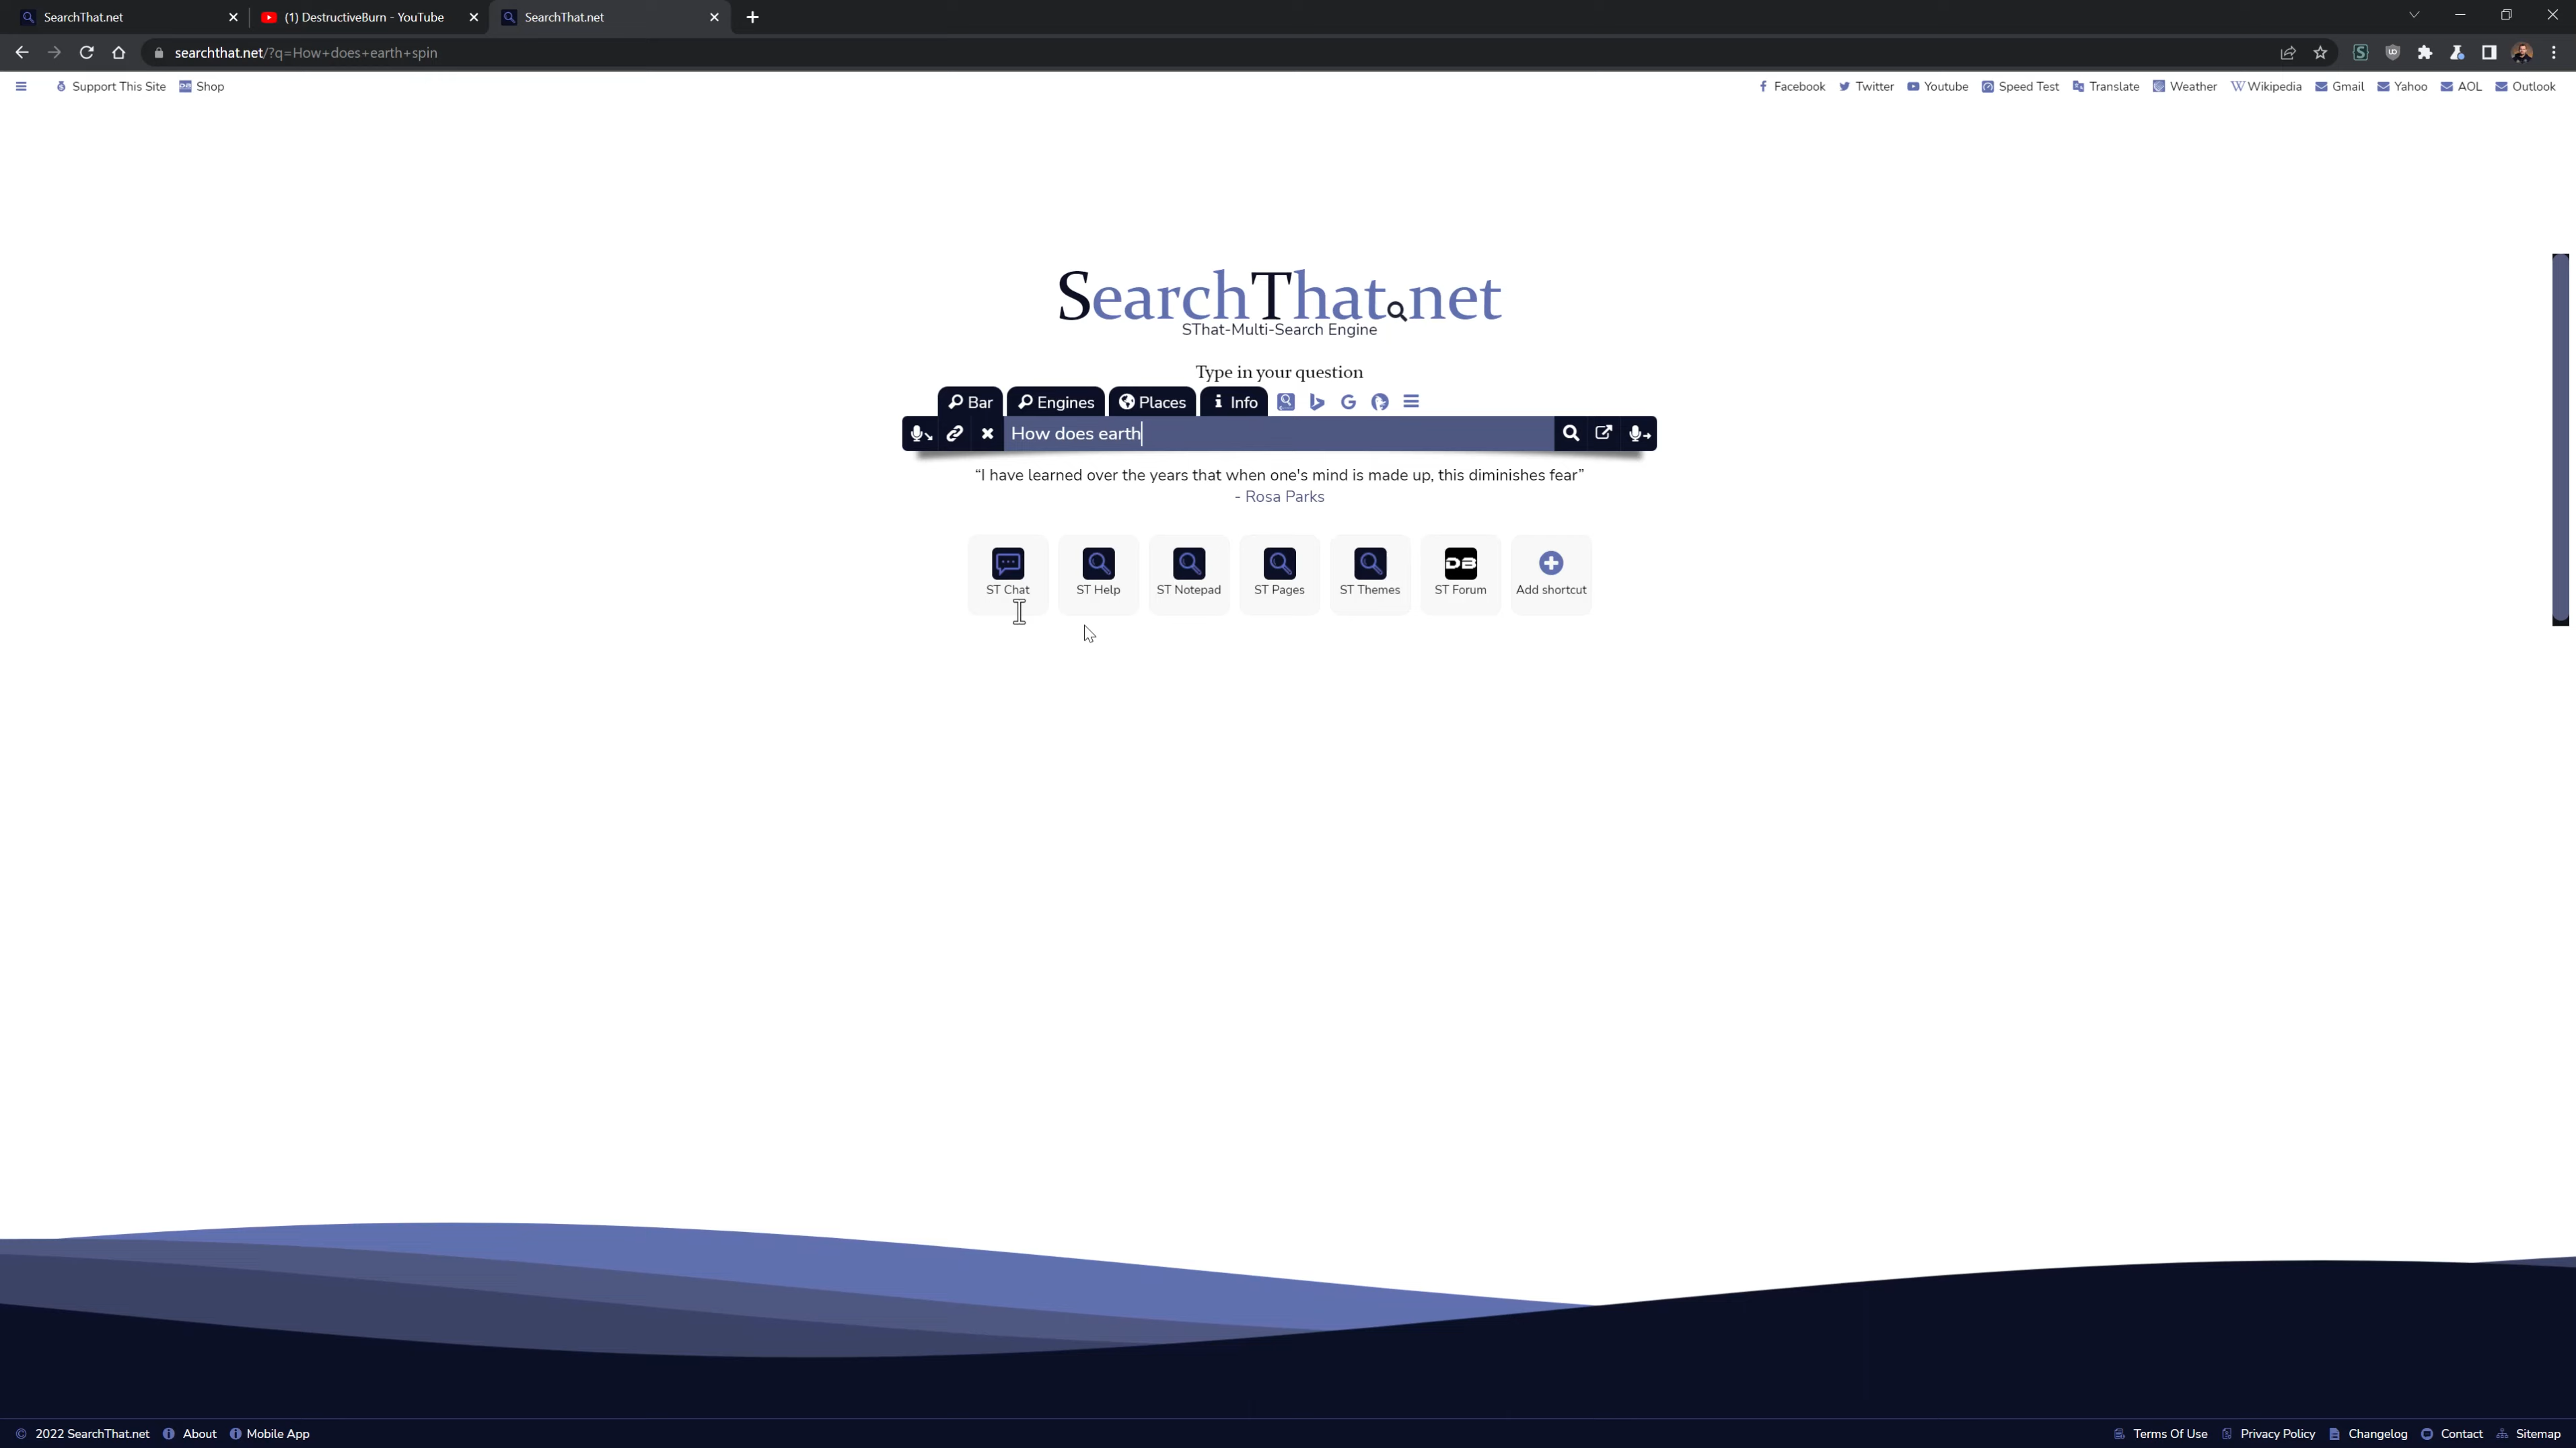 SearchThat.net
(1) DestructiveBurn - YouTube
SearchThat.net
searchthat.net/?q=How+does+earth+spin
Support This Site
Shop
Facebook
Twitter
Youtube
Speed Test
Translate
Weather
Wikipedia
Gmail
Yahoo
AOL
Outlook
SearchThat.net
SThat-Multi-Search Engine
Type in your question
Bar
Engines
Places
Info
How does earth
“I have learned over the years that when one's mind is made up, this diminishes fear”
- Rosa Parks
ST Chat
ST Help
ST Notepad
ST Pages
ST Themes
DB
ST Forum
Add shortcut
© 2022 SearchThat.net
About
Mobile App
Terms Of Use
Privacy Policy
Changelog
Contact
Sitemap